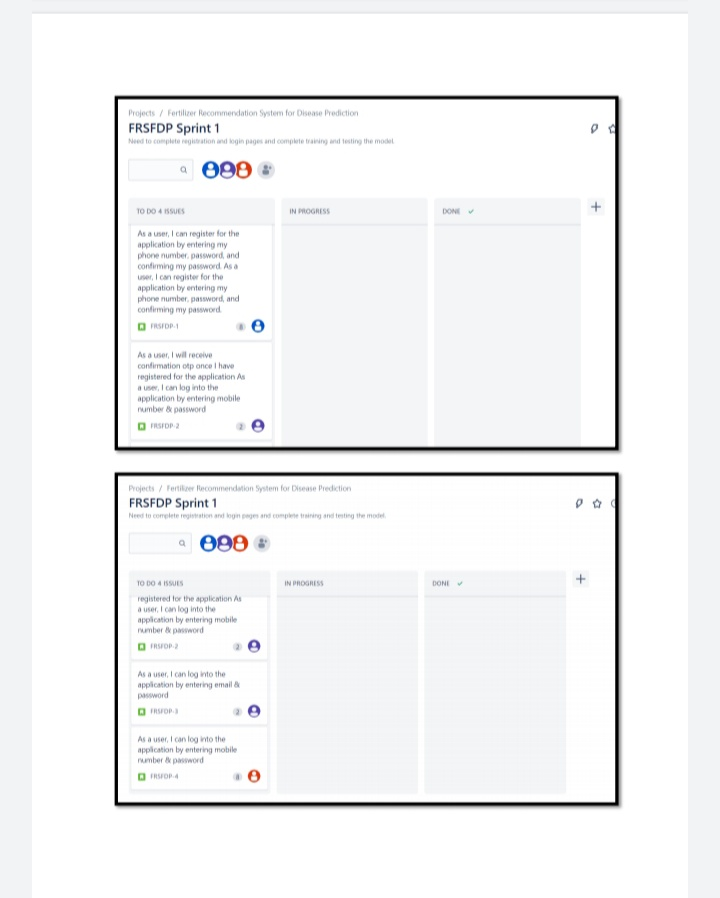 Projects / Fertilizer Recommendation System for Disease Prediction
FRSFDP Sprint 1
Need to complete registration and login pages and complete training and testing the model.
TO DO 4 ISSUES
IN PROGRESS
DONE
As a user, I can register for the
application by entering my
phone number, password, and
confirming my password. As a
user, I can register for the
application by entering my
phone number, password, and
confirming my password.
FRSFDP-1
As a user, I will receive
confirmation otp once I have
registered for the application As
a user, I can log into the
application by entering mobile
number & password
FRSFDP-2
2
Projects / Fertilizer Recommendation System for Disease Prediction
FRSFDP Sprint 1
Need to complete registration and login pages and complete training and testing the model.
TO DO 4 ISSUES
IN PROGRESS
DONE
registered for the application As
a user, I can log into the
application by entering mobile
number & password
FRSFDP-2
2
As a user, I can log into the
application by entering email &
password
FRSFDP-3
2
As a user, I can log into the
application by entering mobile
number & password
FRSFDP-4